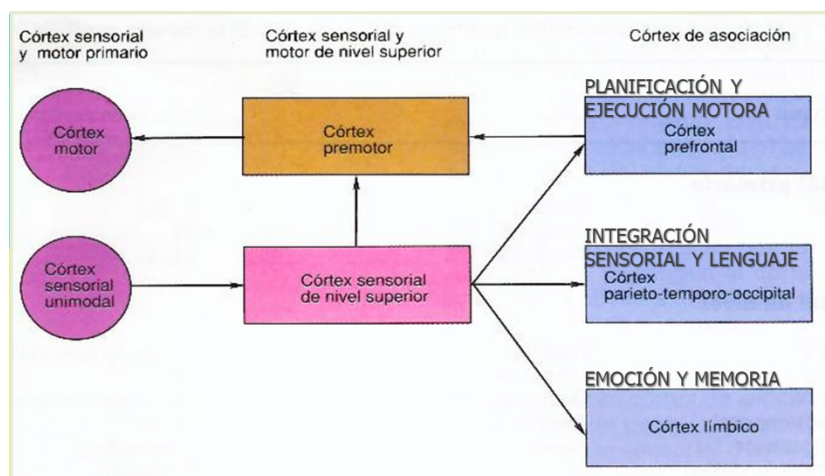 Córtex sensorial
y motor primario
Córtex sensorial y
motor de nivel superior
Córtex de asociación
PLANIFICACIÓN Y
EJECUCIÓN MOTORA
Córtex
motor
Córtex
premotor
Córtex
prefrontal
INTEGRACIÓN
SENSORIAL Y LENGUAJE
Córtex
sensorial
unimodal
Córtex sensorial
de nivel superior
Córtex
parieto-temporo-occipital
EMOCIÓN Y MEMORIA
Córtex límbico